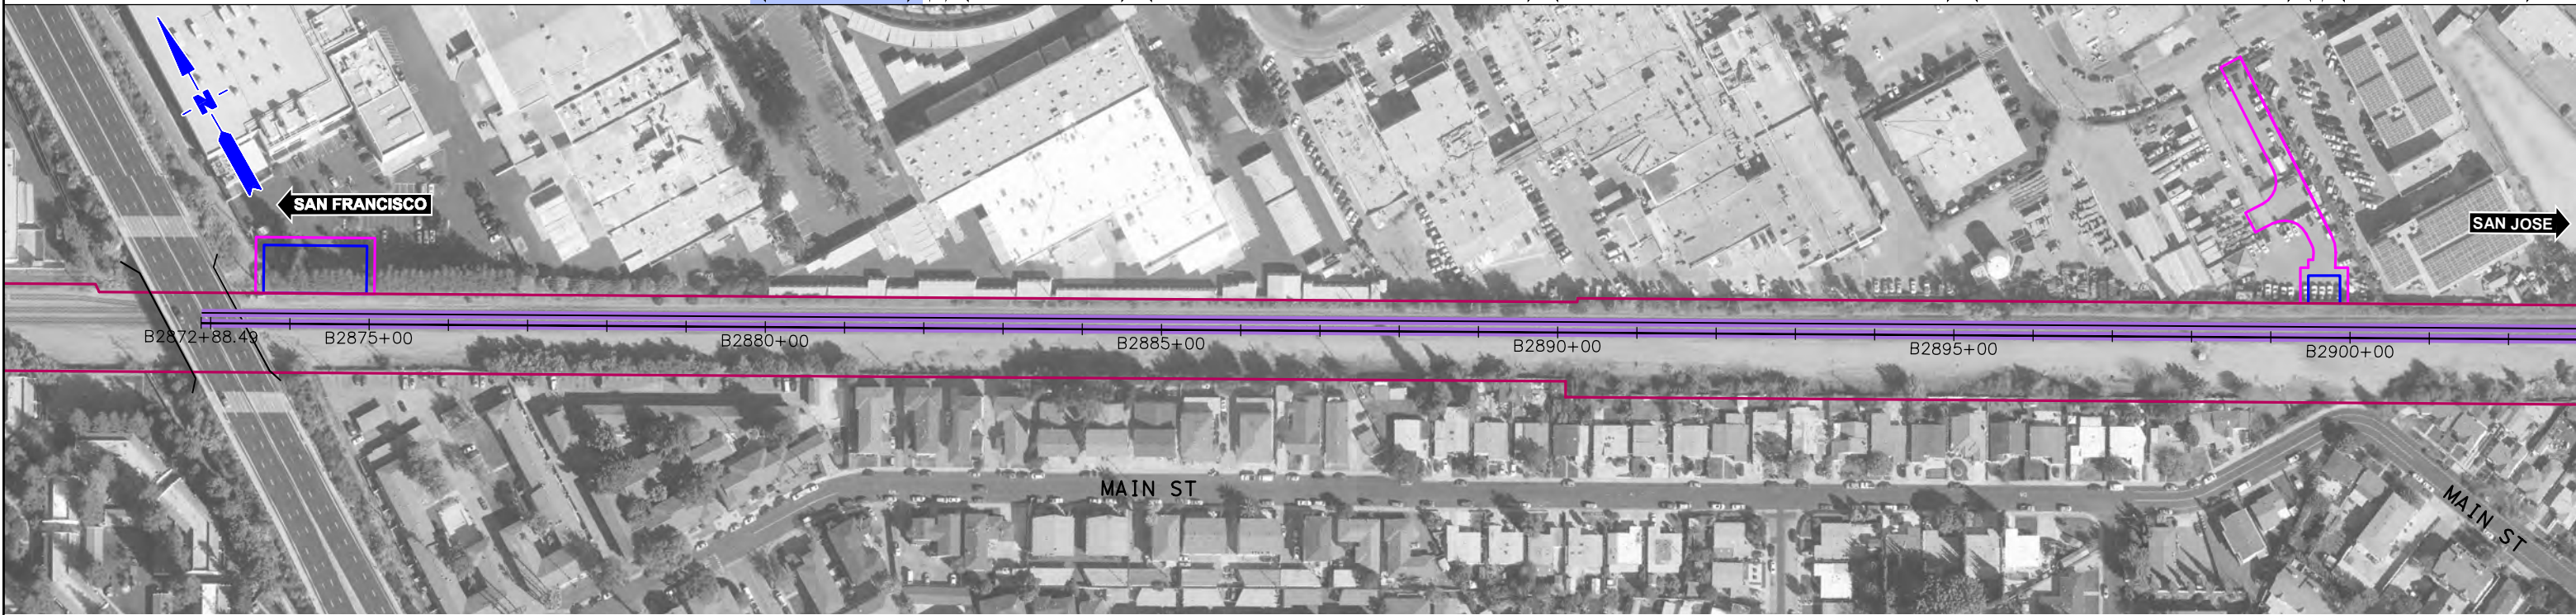 N
SAN FRANCISCO
SAN JOSE
B2872+88.49
B2875+00
B2880+00
B2885+00
B2890+00
B2895+00
B2900+00
MAIN ST
MAIN ST